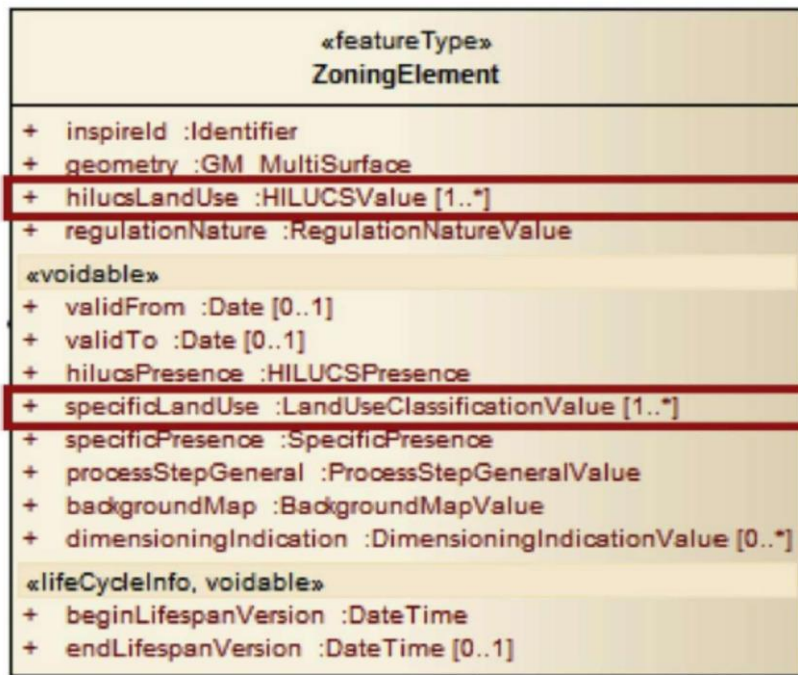 «featureType»
ZoningElement
+ inspireId :Identifier
+ geometry :GM_MultiSurface
+ hilucsLandUse :HILUCSValue [1..*]
+ regulationNature :RegulationNatureValue
«voidable»
+ validFrom :Date [0..1]
+ validTo :Date [0..1]
+ hilucsPresence :HILUCSPresence
+ specificLandUse :LandUseClassificationValue [1..*]
+ specificPresence :SpecificPresence
+ processStepGeneral :ProcessStepGeneralValue
+ backgroundMap :BackgroundMapValue
+ dimensioningIndication :DimensioningIndicationValue [0..*]
«lifeCycleInfo, voidable»
+ beginLifespanVersion :DateTime
+ endLifespanVersion :DateTime [0..1]